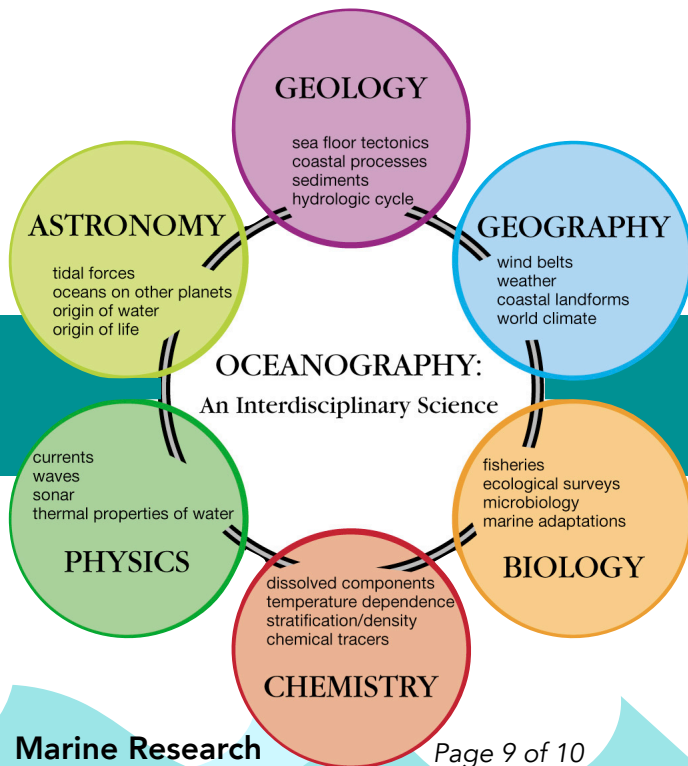 GEOLOGY
sea floor tectonics
coastal processes
sediments
hydrologic cycle
ASTRONOMY
tidal forces
oceans on other planets
origin of water
origin of life
GEOGRAPHY
wind belts
weather
coastal landforms
world climate
OCEANOGRAPHY:
An Interdisciplinary Science
currents
waves
sonar
thermal properties of water
PHYSICS
fisheries
ecological surveys
microbiology
marine adaptations
BIOLOGY
dissolved components
temperature dependence
stratification/density
chemical tracers
CHEMISTRY
Marine Research
Page 9 of 10